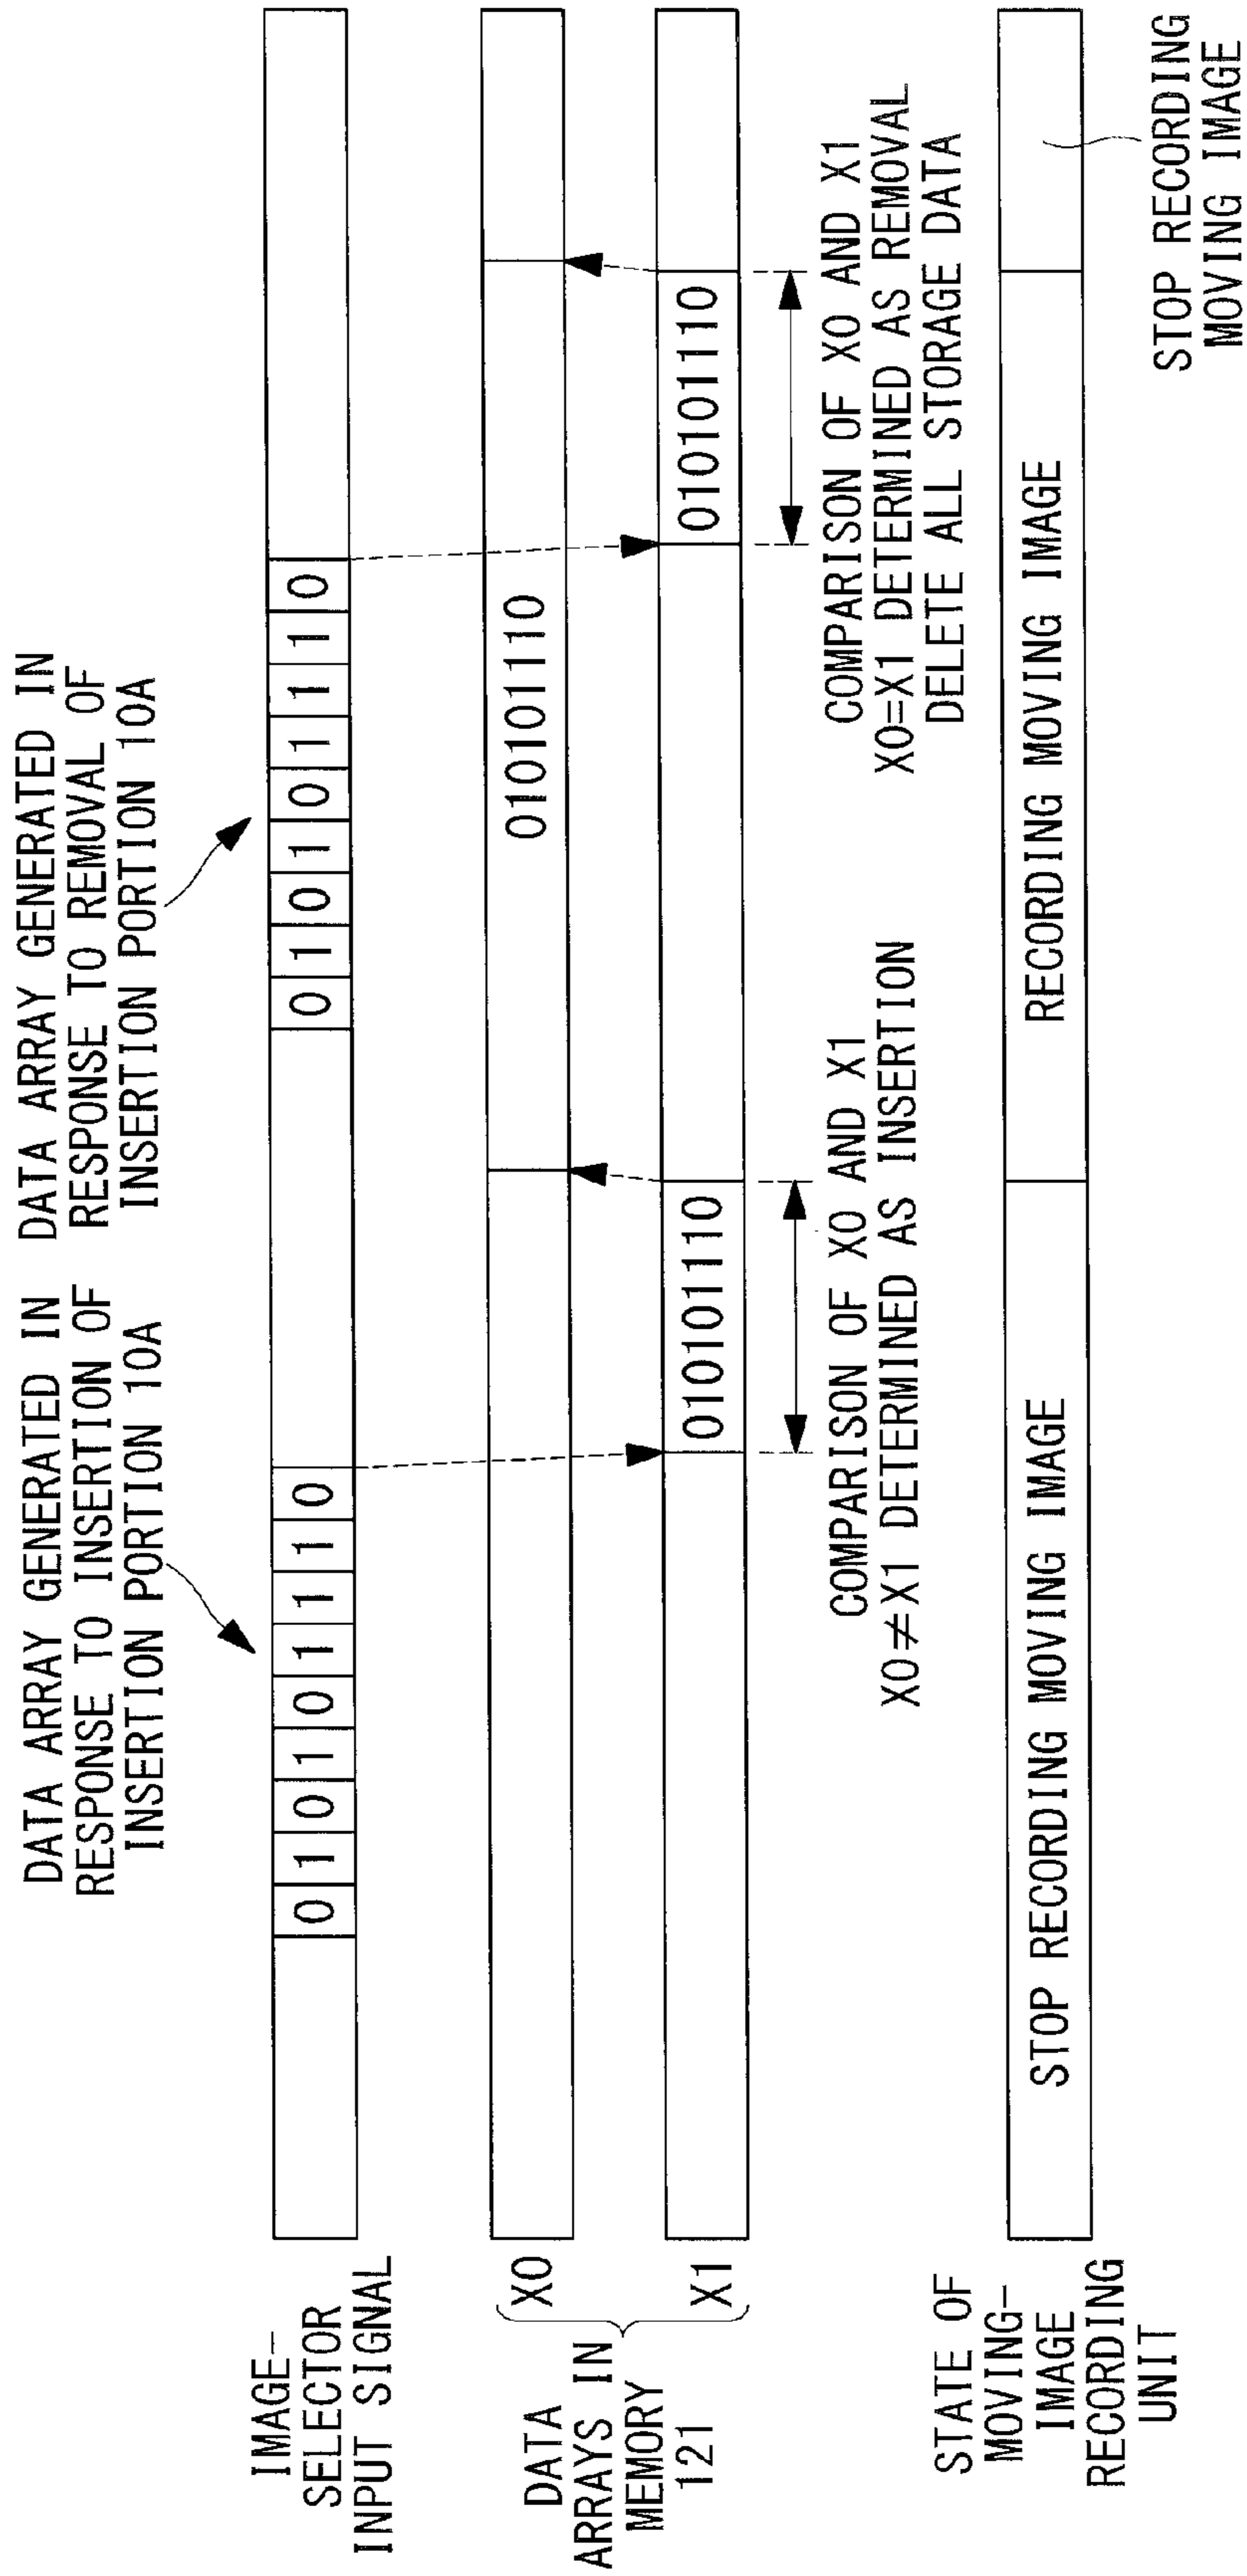 DATA ARRAY GENERATED IN
RESPONSE TO INSERTION OF
INSERTION PORTION 10A
DATA ARRAY GENERATED IN
RESPONSE TO REMOVAL OF
INSERTION PORTION 10A
IMAGE-
SELECTOR
INPUT SIGNAL
0 1 0 1 0 1 1 1 0
0 1 0 1 0 1 1 1 0
DATA
ARRAYS IN
MEMORY
121
X0
010101110
X1
010101110
010101110
COMPARISON OF X0 AND X1
X0≠X1 DETERMINED AS INSERTION
COMPARISON OF X0 AND X1
X0=X1 DETERMINED AS REMOVAL
DELETE ALL STORAGE DATA
STATE OF
MOVING-
IMAGE
RECORDING
UNIT
STOP RECORDING MOVING IMAGE
RECORDING MOVING IMAGE
STOP RECORDING
MOVING IMAGE